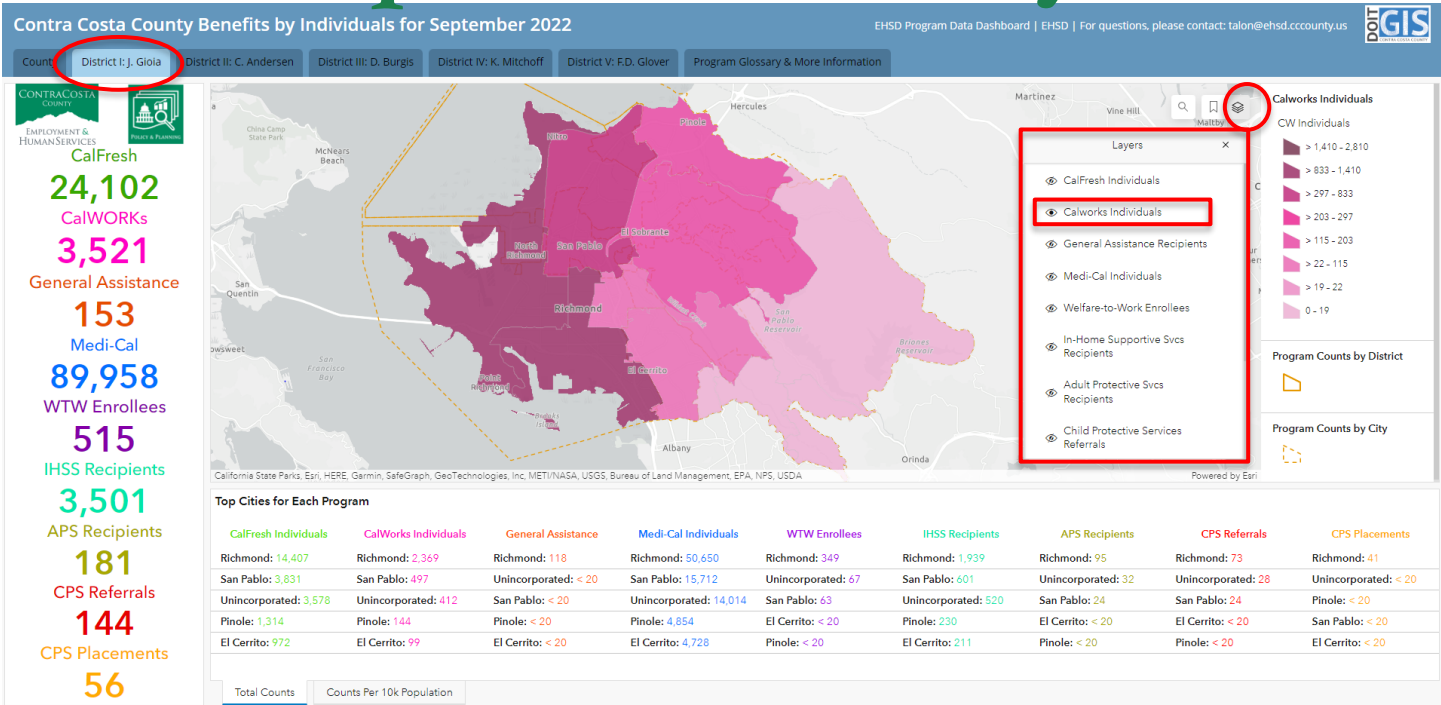 Contra Costa County Benefits by Individuals for September 2022
EHSD Program Data Dashboard | EHSD | For questions, please contact: talon@ehsd.cccounty.us
DOIT GIS
CONTRA COSTA COUNTY
County
District I: J. Gioia
District II: C. Andersen
District III: D. Burgis
District IV: K. Mitchoff
District V: F.D. Glover
Program Glossary & More Information
CONTRA COSTA
COUNTY
EMPLOYMENT &
HUMAN SERVICES
POLICY & PLANNING
CalFresh
24,102
CalWORKs
3,521
General Assistance
153
Medi-Cal
89,958
WTW Enrollees
515
IHSS Recipients
3,501
APS Recipients
181
CPS Referrals
144
CPS Placements
56
China Camp
State Park
McNears
Beach
San
Quentin
San
Francisco
Bay
Hercules
Pinole
Nitro
Martinez
Vine Hill
Maltby
North
Richmond
San Pablo
El Sobrante
Richmond
San
Pablo
Reservoir
Briones
Reservoir
Point
Richmond
El Cerrito
Brooks
Island
Albany
Orinda
Layers ×
CalFresh Individuals
Calworks Individuals
General Assistance Recipients
Medi-Cal Individuals
Welfare-to-Work Enrollees
In-Home Supportive Svcs
Recipients
Adult Protective Svcs
Recipients
Child Protective Services
Referrals
California State Parks, Esri, HERE, Garmin, SafeGraph, GeoTechnologies, Inc, METI/NASA, USGS, Bureau of Land Management, EPA, NPS, USDA
Powered by Esri
Calworks Individuals
CW Individuals
> 1,410 - 2,810
> 833 - 1,410
> 297 - 833
> 203 - 297
> 115 - 203
> 22 - 115
> 19 - 22
0 - 19
Program Counts by District
Program Counts by City
Top Cities for Each Program
CalFresh Individuals CalWorks Individuals General Assistance Medi-Cal Individuals WTW Enrollees IHSS Recipients APS Recipients CPS Referrals CPS Placements
Richmond: 14,407 Richmond: 2,369 Richmond: 118 Richmond: 50,650 Richmond: 349 Richmond: 1,939 Richmond: 95 Richmond: 73 Richmond: 41
San Pablo: 3,831 San Pablo: 497 Unincorporated: < 20 San Pablo: 15,712 Unincorporated: 67 San Pablo: 601 Unincorporated: 32 Unincorporated: 28 Unincorporated: < 20
Unincorporated: 3,578 Unincorporated: 412 San Pablo: < 20 Unincorporated: 14,014 San Pablo: 63 Unincorporated: 520 San Pablo: 24 San Pablo: 24 Pinole: < 20
Pinole: 1,314 Pinole: 144 Pinole: < 20 Pinole: 4,854 El Cerrito: < 20 Pinole: 230 El Cerrito: < 20 El Cerrito: < 20 San Pablo: < 20
El Cerrito: 972 El Cerrito: 99 El Cerrito: < 20 El Cerrito: 4,728 Pinole: < 20 El Cerrito: 211 Pinole: < 20 Pinole: < 20 El Cerrito: < 20
Total Counts
Counts Per 10k Population